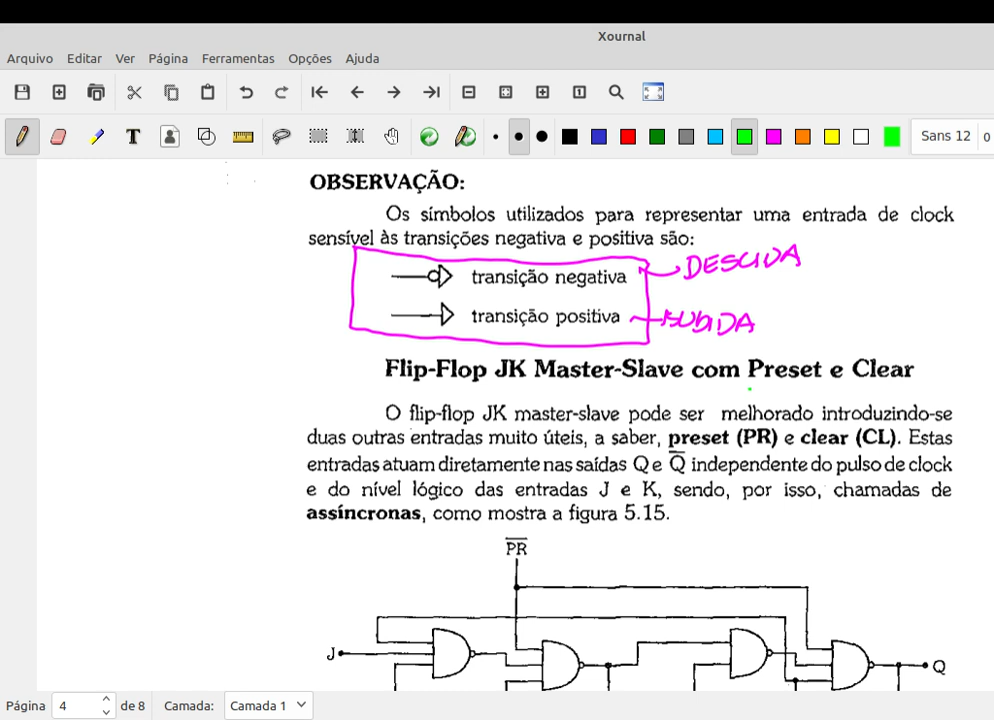 Xournal
Arquivo Editar Ver Página Ferramentas Opções Ajuda
Sans 12 0
OBSERVAÇÃO:
Os símbolos utilizados para representar uma entrada de clock
sensível às transições negativa e positiva são:
transição negativa DESCIDA
transição positiva SUBIDA
Flip-Flop JK Master-Slave com Preset e Clear
O flip-flop JK master-slave pode ser melhorado introduzindo-se
duas outras entradas muito úteis, a saber, preset (PR) e clear (CL). Estas
entradas atuam diretamente nas saídas Q e Q̅ independente do pulso de clock
e do nível lógico das entradas J e K, sendo, por isso, chamadas de
assíncronas, como mostra a figura 5.15.
P̅R̅
J
Q
Página 4 de 8 Camada: Camada 1